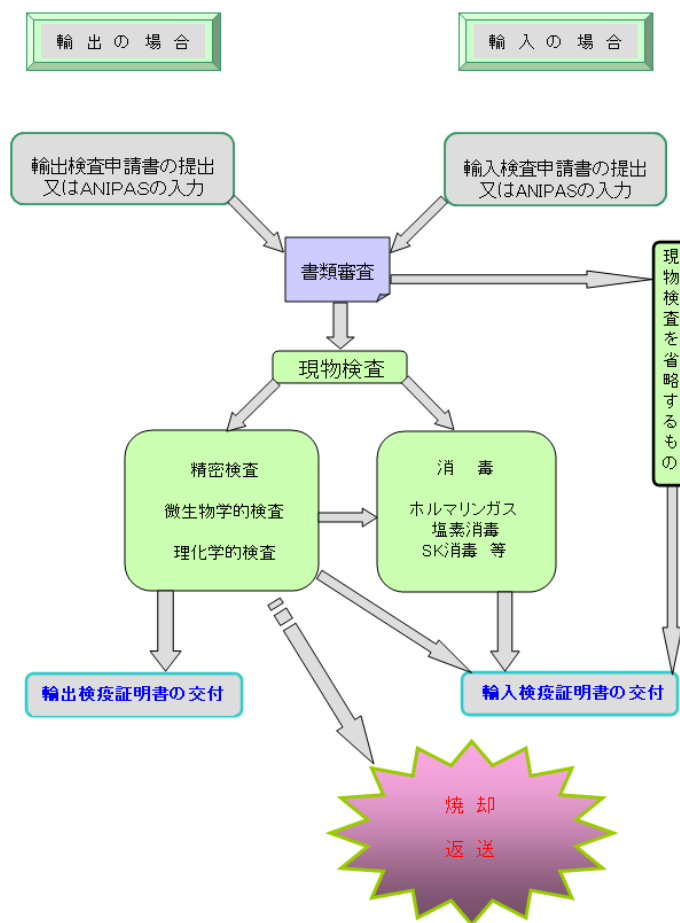 輸出の場合
輸入の場合
輸出検査申請書の提出
又はANIPASの入力
輸入検査申請書の提出
又はANIPASの入力
書類審査
現物検査を省略するもの
現物検査
精密検査
微生物学的検査
理化学的検査
消毒
ホルマリンガス
塩素消毒
SK消毒 等
輸出検疫証明書の交付
輸入検疫証明書の交付
焼却
返送